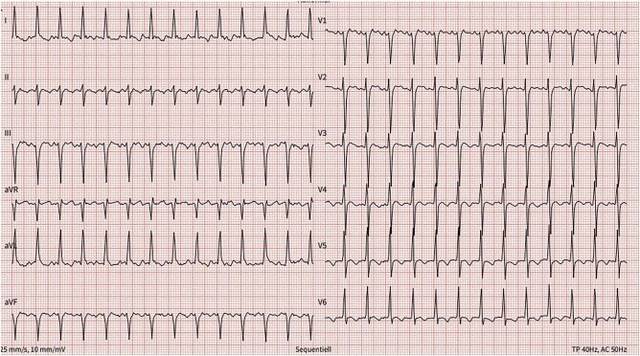 I
V1
II
V2
III
V3
aVR
V4
aVL
V5
aVF
V6
25 mm/s, 10 mm/mV
Sequentiell
TP 40Hz, AC 50Hz